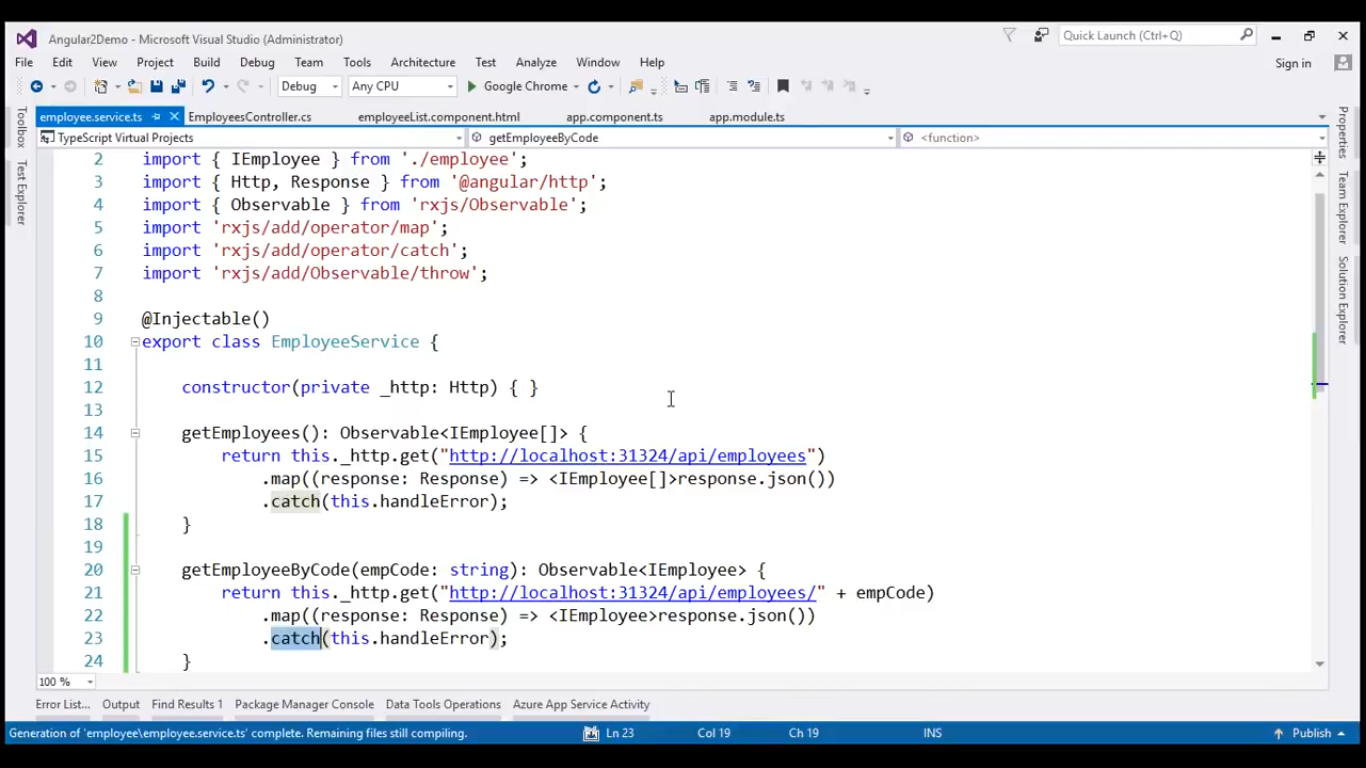 Angular2Demo - Microsoft Visual Studio (Administrator)
Quick Launch (Ctrl+Q)
File Edit View Project Build Debug Team Tools Architecture Test Analyze Window Help
Sign in
Debug Any CPU Google Chrome
employee.service.ts EmployeesController.cs employeeList.component.html app.component.ts app.module.ts
TypeScript Virtual Projects getEmployeeByCode <function>
Toolbox
Test Explorer
Properties
Team Explorer
Solution Explorer
2 import { IEmployee } from './employee';
3 import { Http, Response } from '@angular/http';
4 import { Observable } from 'rxjs/Observable';
5 import 'rxjs/add/operator/map';
6 import 'rxjs/add/operator/catch';
7 import 'rxjs/add/Observable/throw';
8
9 @Injectable()
10 export class EmployeeService {
11
12 constructor(private _http: Http) { }
13
14 getEmployees(): Observable<IEmployee[]> {
15 return this._http.get("http://localhost:31324/api/employees")
16 .map((response: Response) => <IEmployee[]>response.json())
17 .catch(this.handleError);
18 }
19
20 getEmployeeByCode(empCode: string): Observable<IEmployee> {
21 return this._http.get("http://localhost:31324/api/employees/" + empCode)
22 .map((response: Response) => <IEmployee>response.json())
23 .catch(this.handleError);
24 }
100 %
Error List... Output Find Results 1 Package Manager Console Data Tools Operations Azure App Service Activity
Generation of 'employee\employee.service.ts' complete. Remaining files still compiling. Ln 23 Col 19 Ch 19 INS Publish